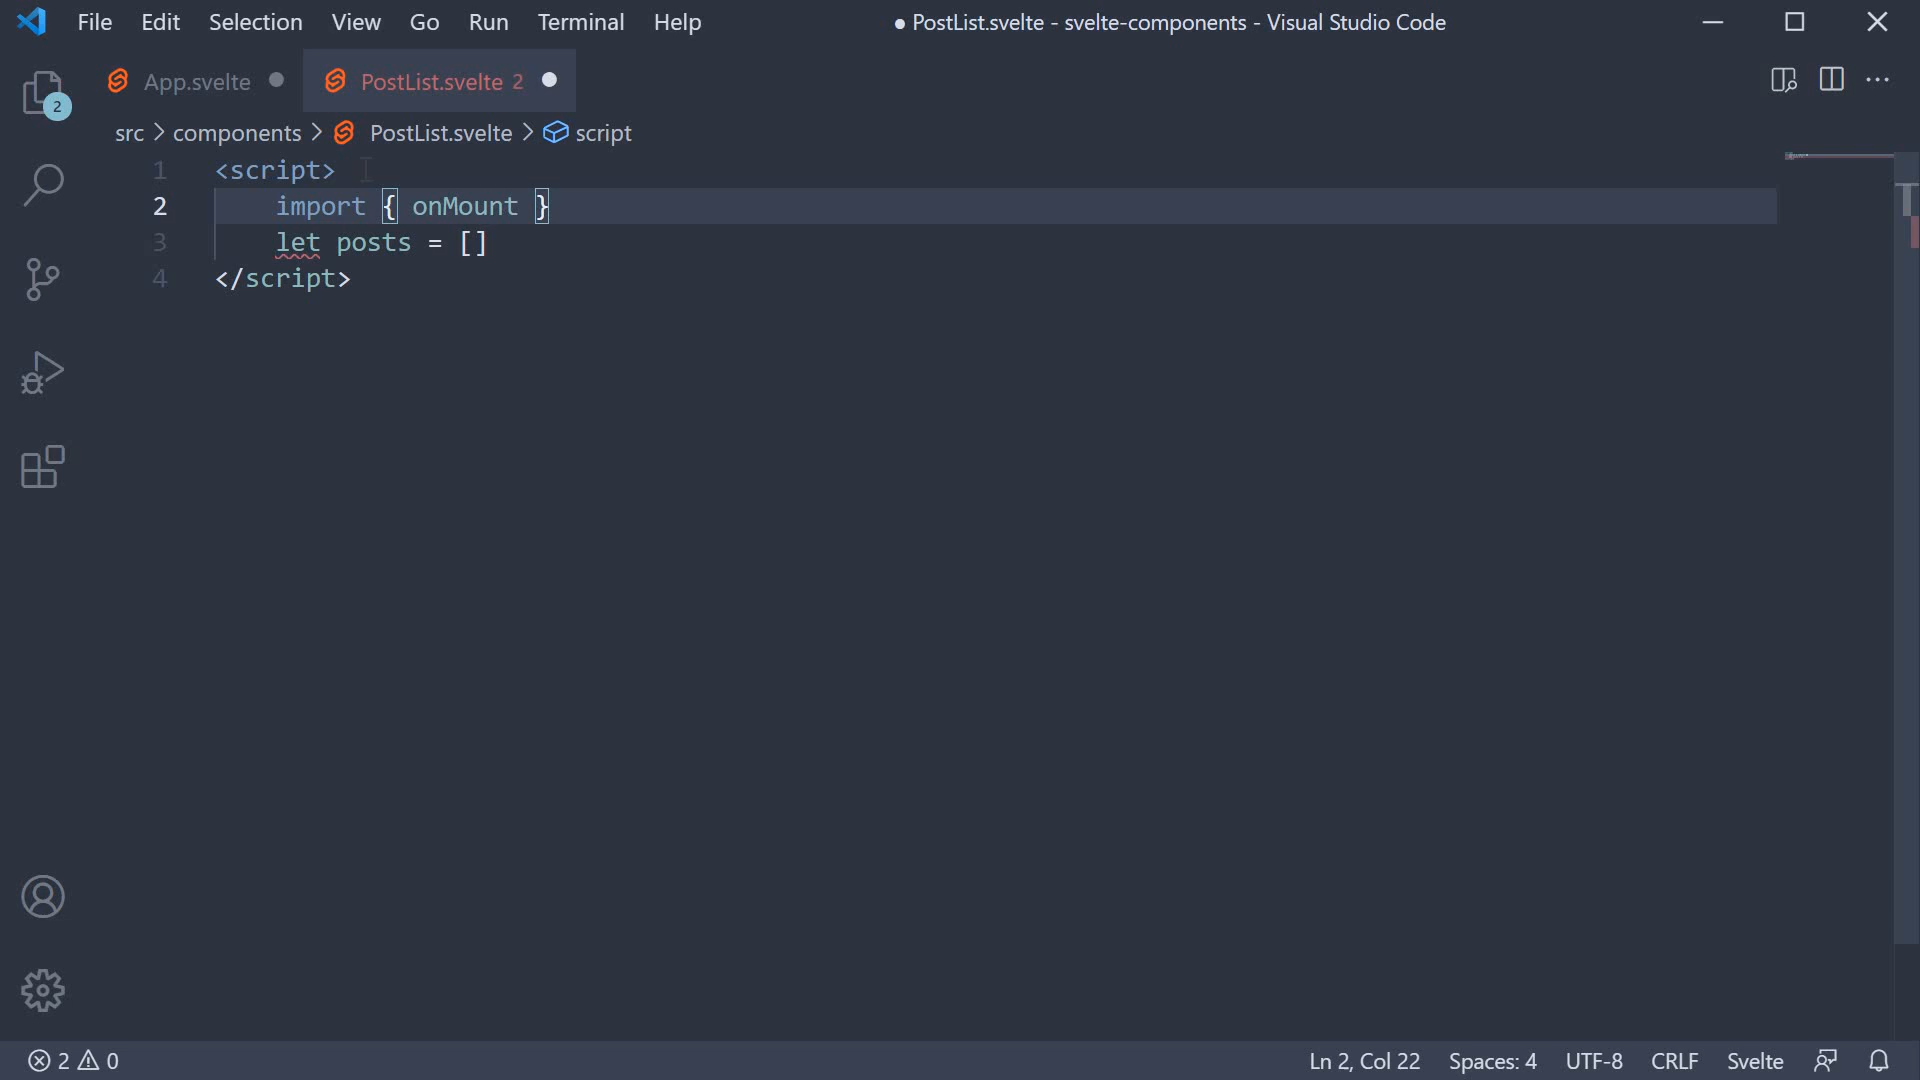 File Edit Selection View Go Run Terminal Help ● PostList.svelte - svelte-components - Visual Studio Code
App.svelte PostList.svelte 2
src > components > PostList.svelte > script
1 <script>
2 import { onMount }
3 let posts = []
4 </script>
2
2 0 Ln 2, Col 22 Spaces: 4 UTF-8 CRLF Svelte